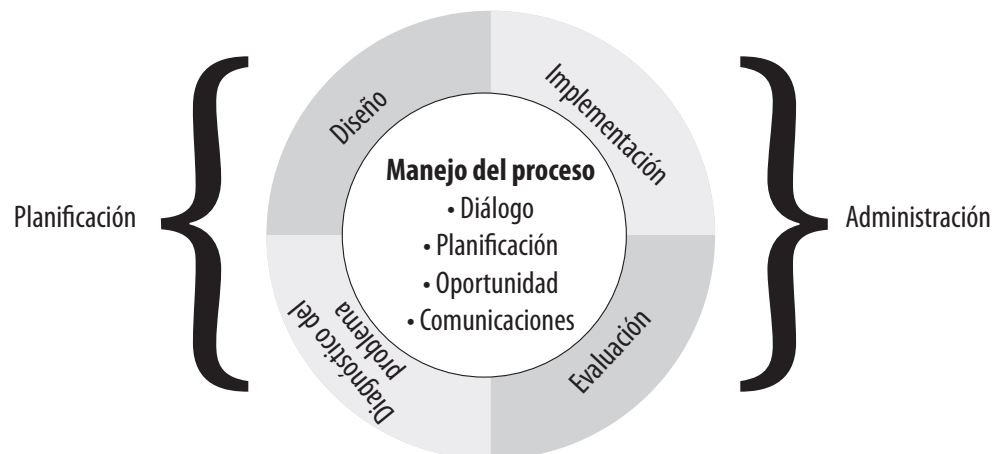 Planificación
Diseño
Implementación
Manejo del proceso
• Diálogo
• Planificación
• Oportunidad
• Comunicaciones
Diagnóstico del
problema
Evaluación
Administración